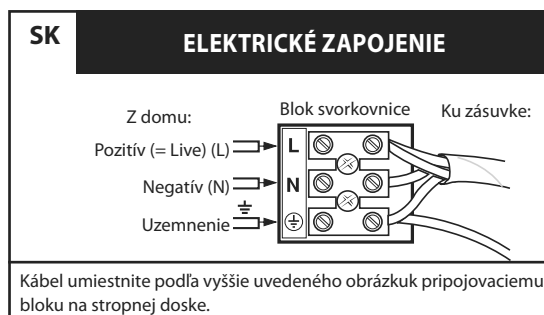 SK
ELEKTRICKÉ ZAPOJENIE
Z domu:
Blok svorkovnice
Ku zásuvke:
Pozitív (= Live) (L)
L
Negatív (N)
N
Uzemnenie
Kábel umiestnite podľa vyššie uvedeného obrázkuk pripojovaciemu
bloku na stropnej doske.